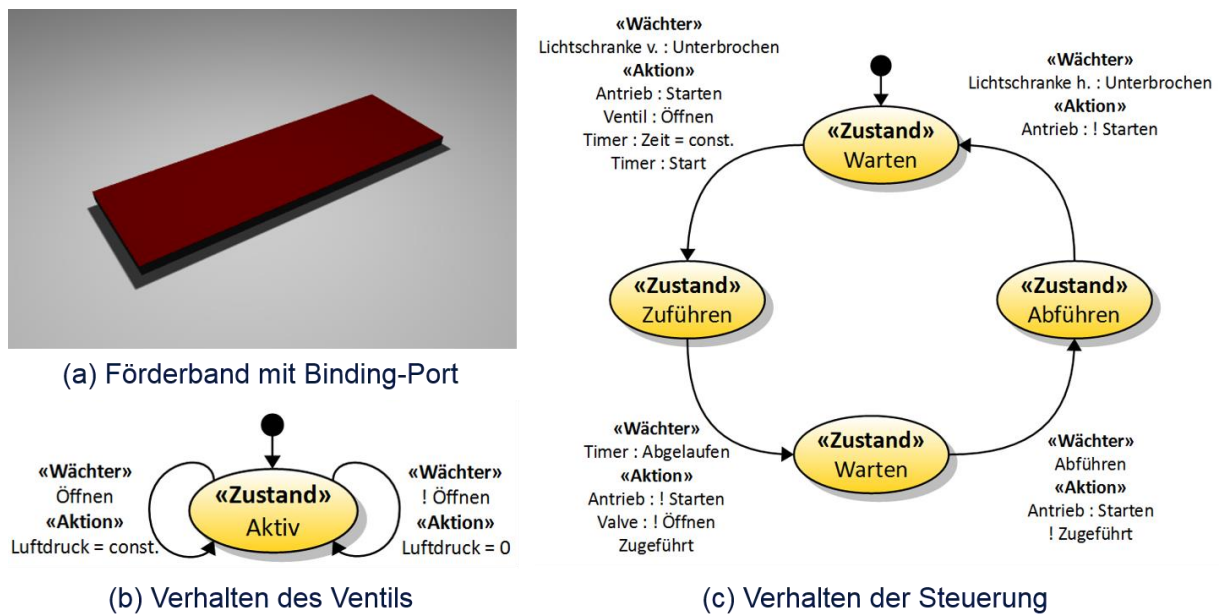 (a) Förderband mit Binding-Port
«Wächter»
Öffnen
«Aktion»
Luftdruck = const.
«Zustand»
Aktiv
«Wächter»
! Öffnen
«Aktion»
Luftdruck = 0
(b) Verhalten des Ventils
«Wächter»
Lichtschranke v. : Unterbrochen
«Aktion»
Antrieb : Starten
Ventil : Öffnen
Timer : Zeit = const.
Timer : Start
«Zustand»
Warten
«Wächter»
Lichtschranke h. : Unterbrochen
«Aktion»
Antrieb : ! Starten
«Zustand»
Zuführen
«Zustand»
Abführen
«Wächter»
Timer : Abgelaufen
«Aktion»
Antrieb : ! Starten
Valve : ! Öffnen
Zugeführt
«Zustand»
Warten
«Wächter»
Abführen
«Aktion»
Antrieb : Starten
! Zugeführt
(c) Verhalten der Steuerung